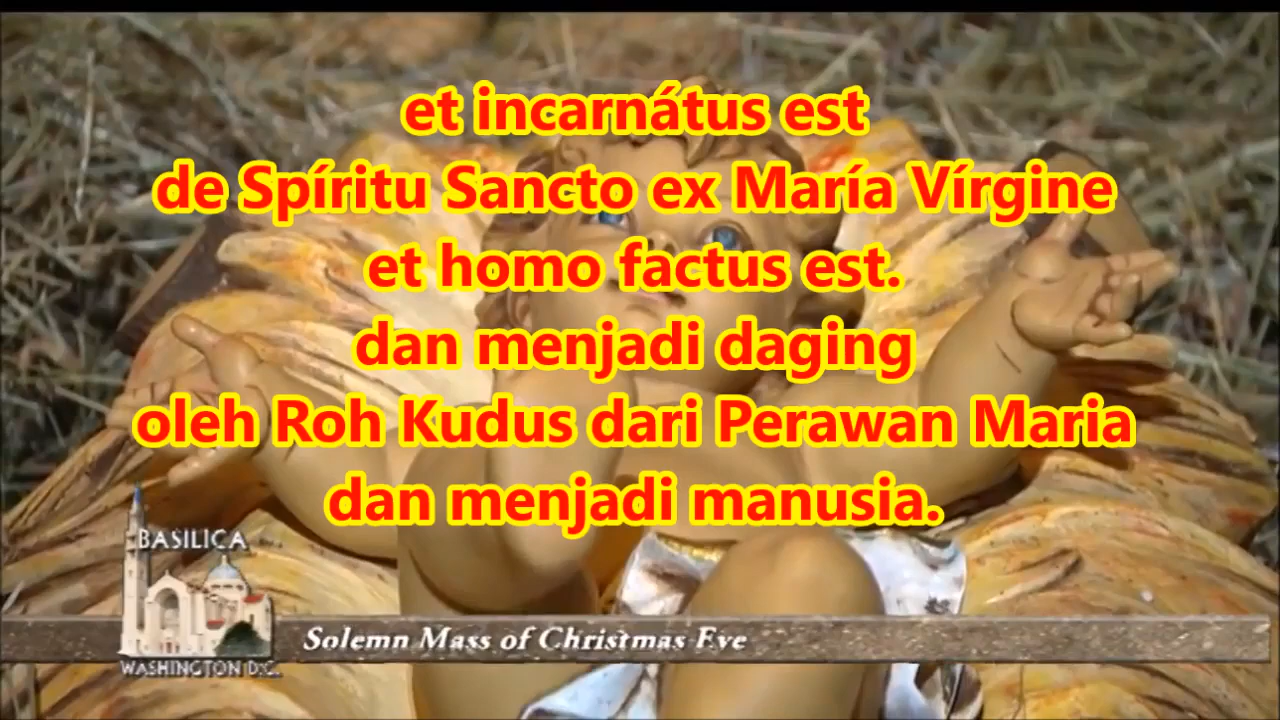 et incarnátus est
de Spíritu Sancto ex María Vírgine
et homo factus est.
dan menjadi daging
oleh Roh Kudus dari Perawan Maria
dan menjadi manusia.
BASILICA
WASHINGTON D.C.
Solemn Mass of Christmas Eve